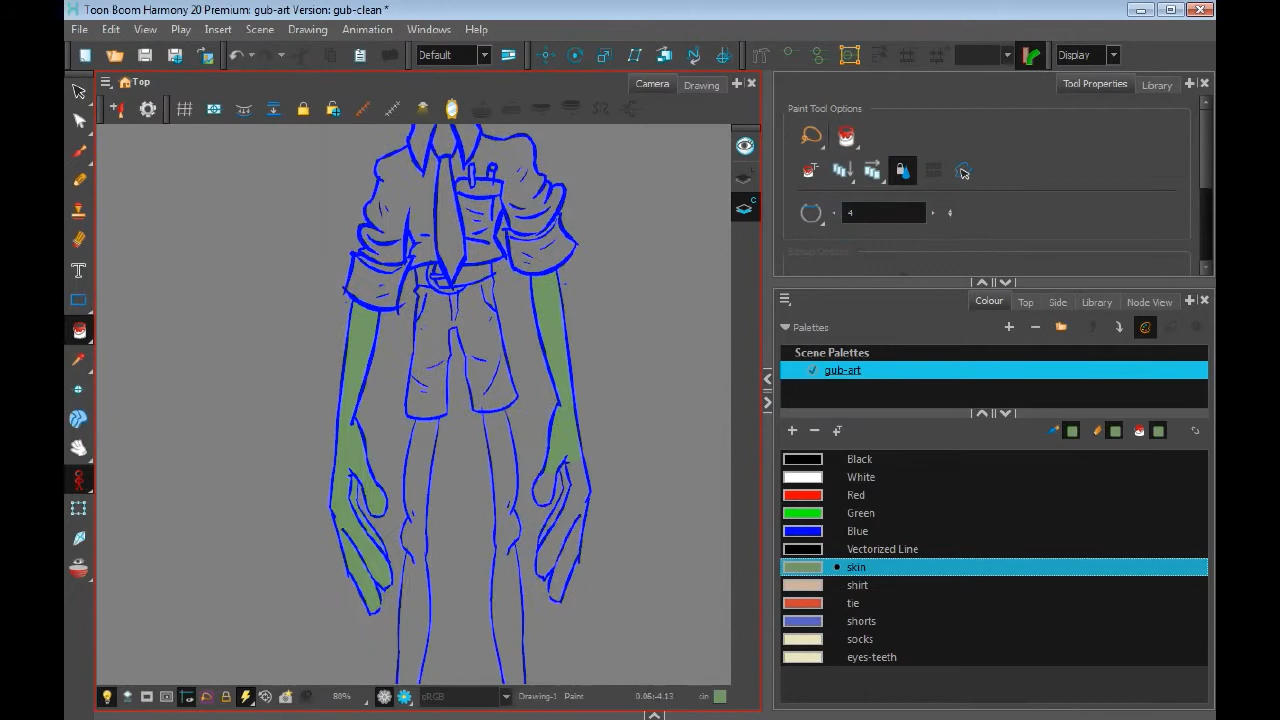 Toon Boom Harmony 20 Premium: gub-art Version: gub-clean *
File Edit View Play Insert Scene Drawing Animation Windows Help
Default
Display
Top
Camera
Drawing
Tool Properties
Library
Paint Tool Options
4
Colour
Top
Side
Library
Node View
Palettes
Scene Palettes
gub-art
Black
White
Red
Green
Blue
Vectorized Line
skin
shirt
tie
shorts
socks
eyes-teeth
80%
sRGB
Drawing-1
Paint